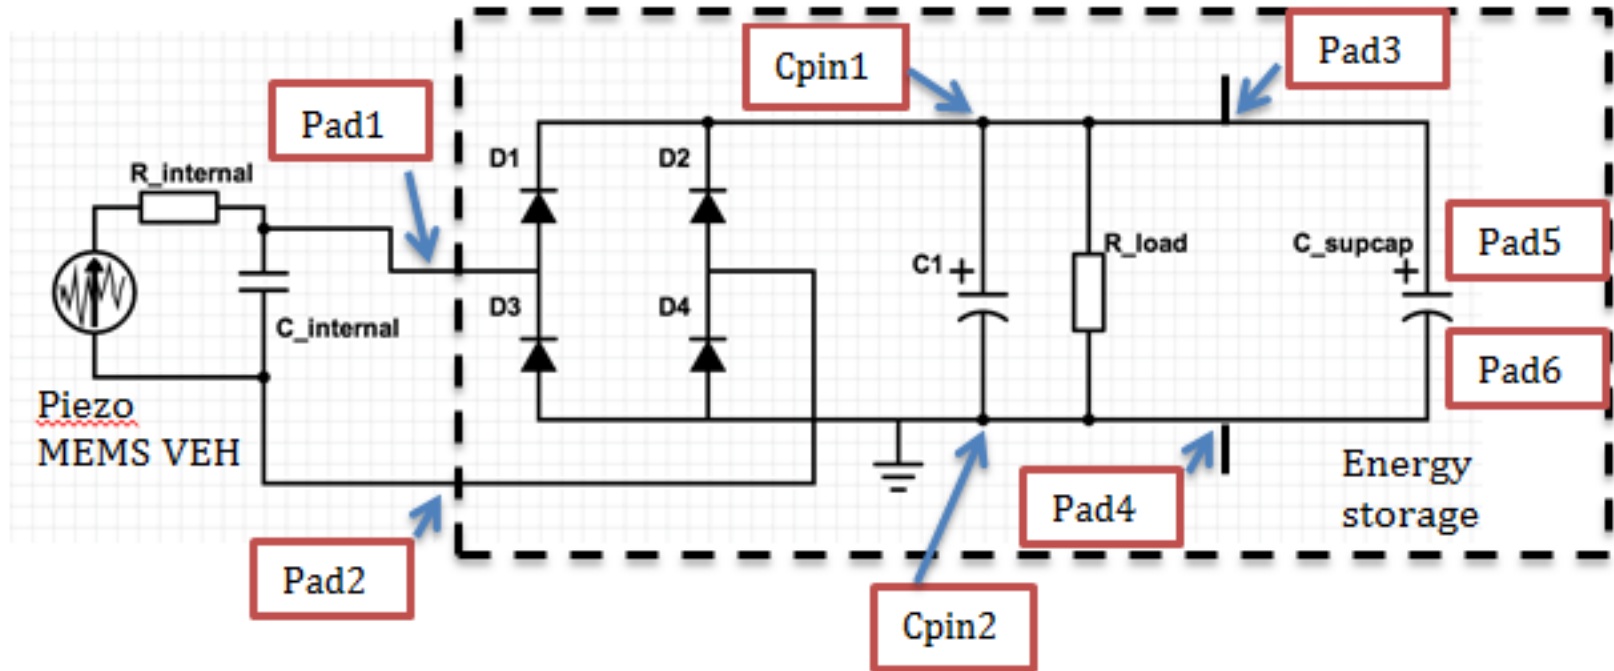 Cpin1
Pad3
Pad1
D1
D2
R_internal
Pad5
R_load
C_supcap
C1
+
+
D3
D4
C_internal
Pad6
Piezo
MEMS VEH
Energy
storage
Pad4
Pad2
Cpin2